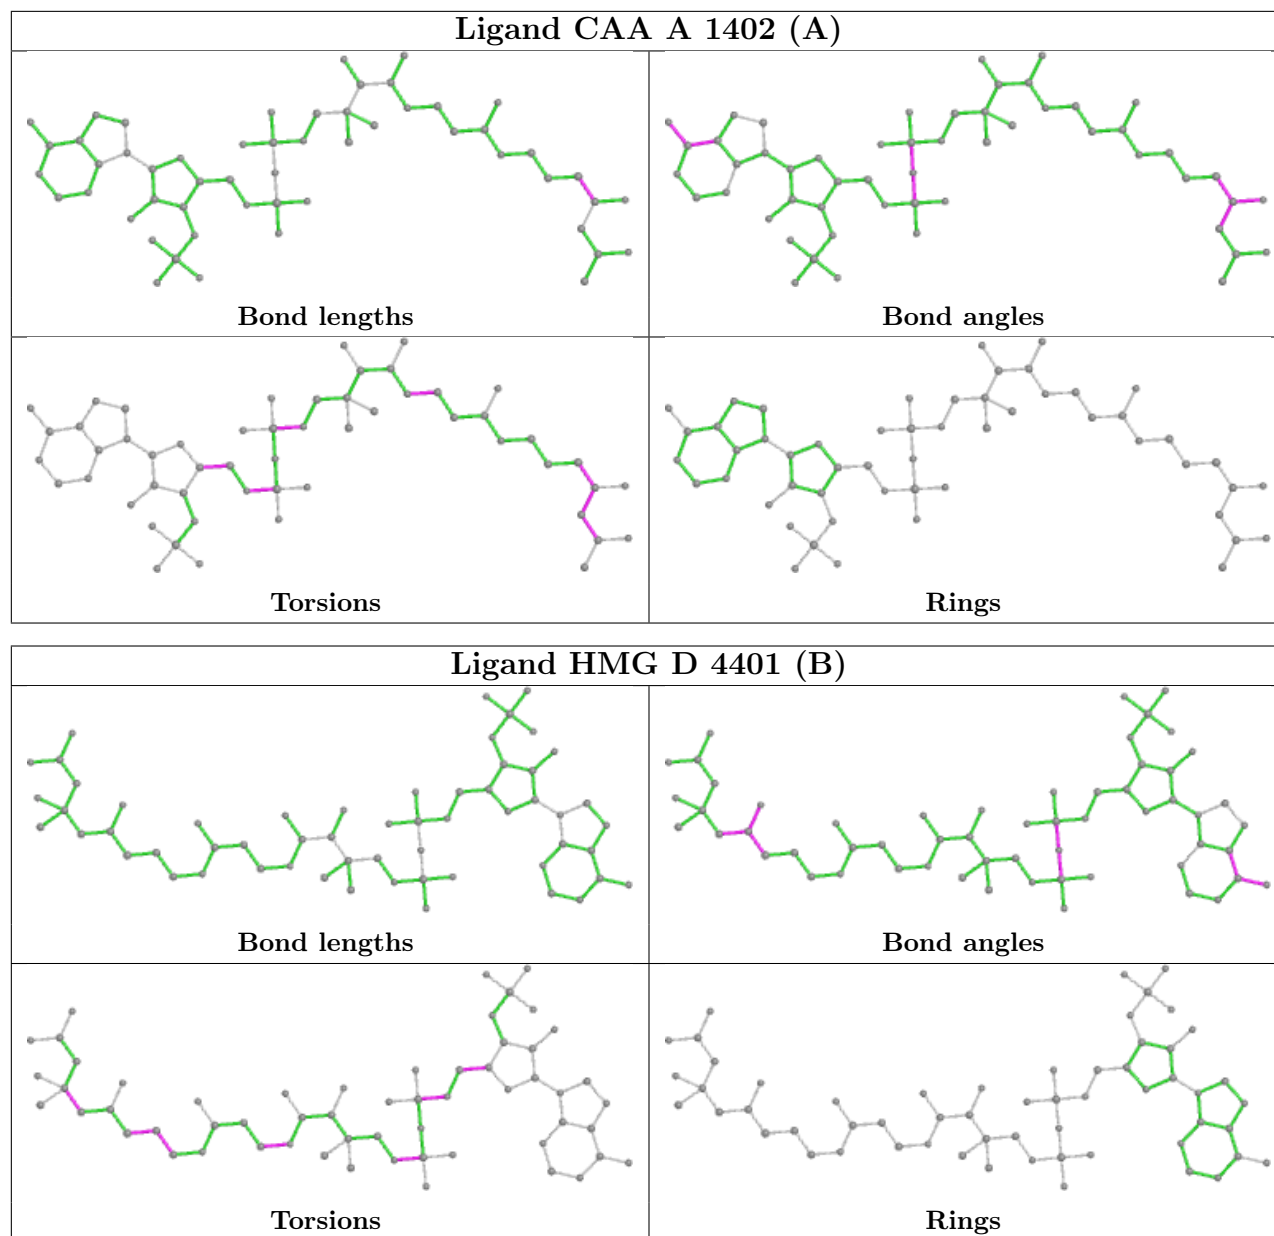 Ligand CAA A 1402 (A)
Bond lengths
Bond angles
Torsions
Rings
Ligand HMG D 4401 (B)
Bond lengths
Bond angles
Torsions
Rings